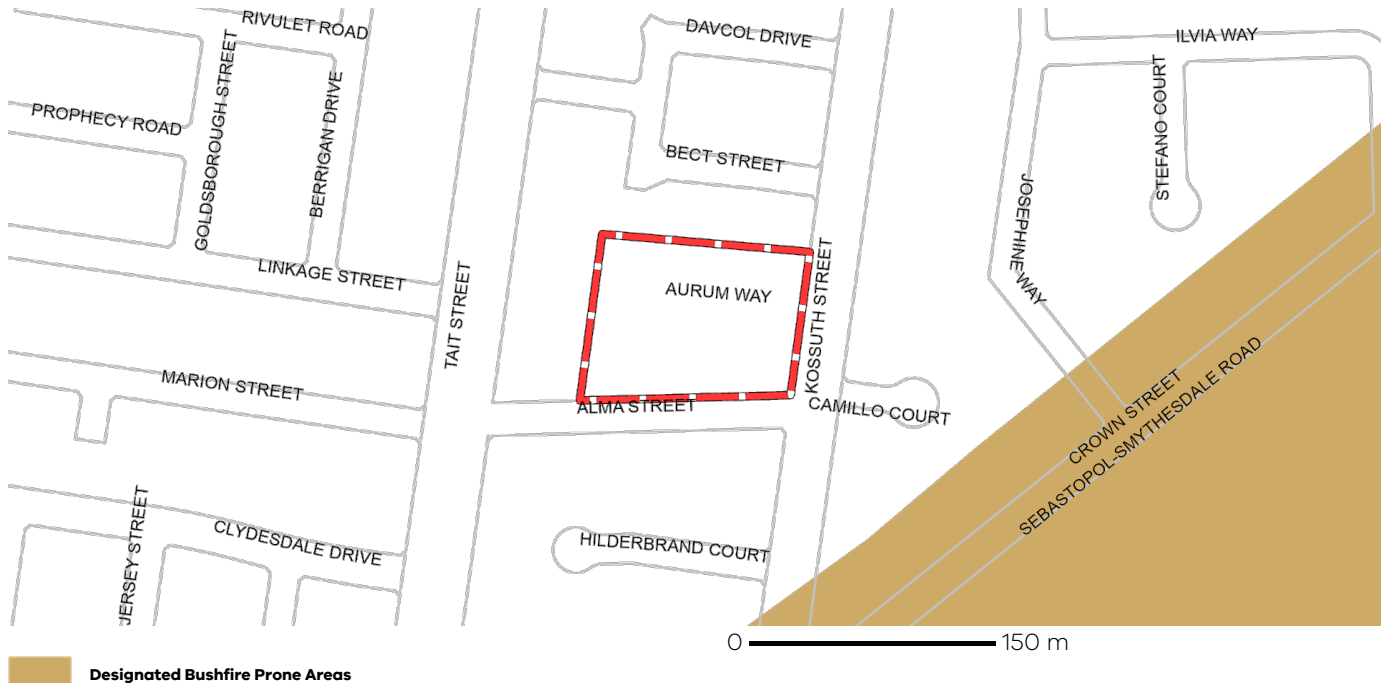 RIVULET ROAD
DAVCOL DRIVE
ILVIA WAY
GOLDSBOROUGH STREET
BERRIGAN DRIVE
STEFANO COURT
PROPHECY ROAD
BECT STREET
JOSEPHINE WAY
LINKAGE STREET
TAIT STREET
AURUM WAY
KOSSUTH STREET
MARION STREET
ALMA STREET
CAMILLO COURT
CROWN STREET
SEBASTOPOL-SMYTHESDALE ROAD
JERSEY STREET
CLYDESDALE DRIVE
HILDERBRAND COURT
0 150 m
Designated Bushfire Prone Areas